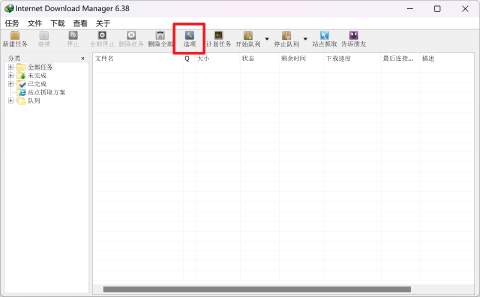 Internet Download Manager 6.38
任务 文件 下载 查看 关于
新建任务 继续 停止 全部停止 删除任务 删除全部 选项 计划任务 开始队列 停止队列 站点抓取 告诉朋友
分类 × 文件名 Q 大小 状态 剩余时间 下载速度 最后连接... 描述
全部任务
未完成
已完成
站点抓取方案
队列